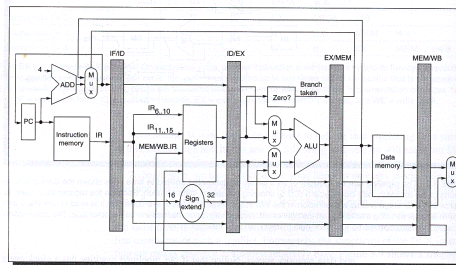 IF/ID
ID/EX
EX/MEM
MEM/WB
4
ADD
M
u
x
Zero?
Branch
taken
PC
Instruction
memory
IR
IR6..10
IR11..15
MEM/WB.IR
Registers
M
u
x
M
u
x
ALU
Data
memory
M
u
x
16
Sign
extend
32